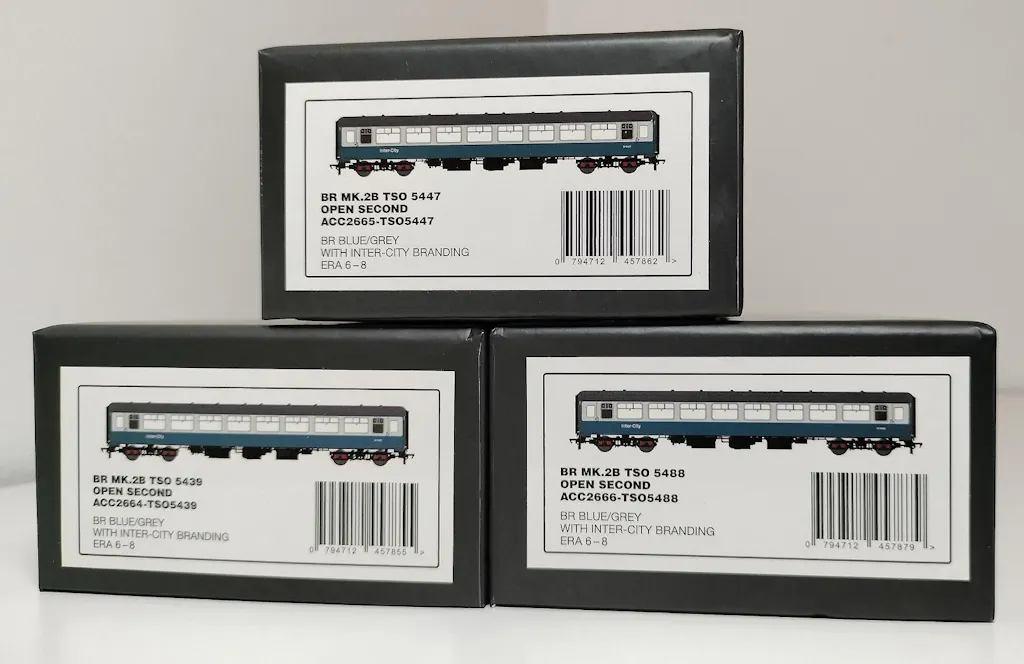 Inter-City
BR MK.2B TSO 5447
OPEN SECOND
ACC2665-TSO5447
BR BLUE/GREY
WITH INTER-CITY BRANDING
ERA 6–8
0 794712 457862 >
Inter-City
BR MK.2B TSO 5439
OPEN SECOND
ACC2664-TSO5439
BR BLUE/GREY
WITH INTER-CITY BRANDING
ERA 6–8
0 794712 457855 >
Inter-City
BR MK.2B TSO 5488
OPEN SECOND
ACC2666-TSO5488
BR BLUE/GREY
WITH INTER-CITY BRANDING
ERA 6–8
0 794712 457879 >